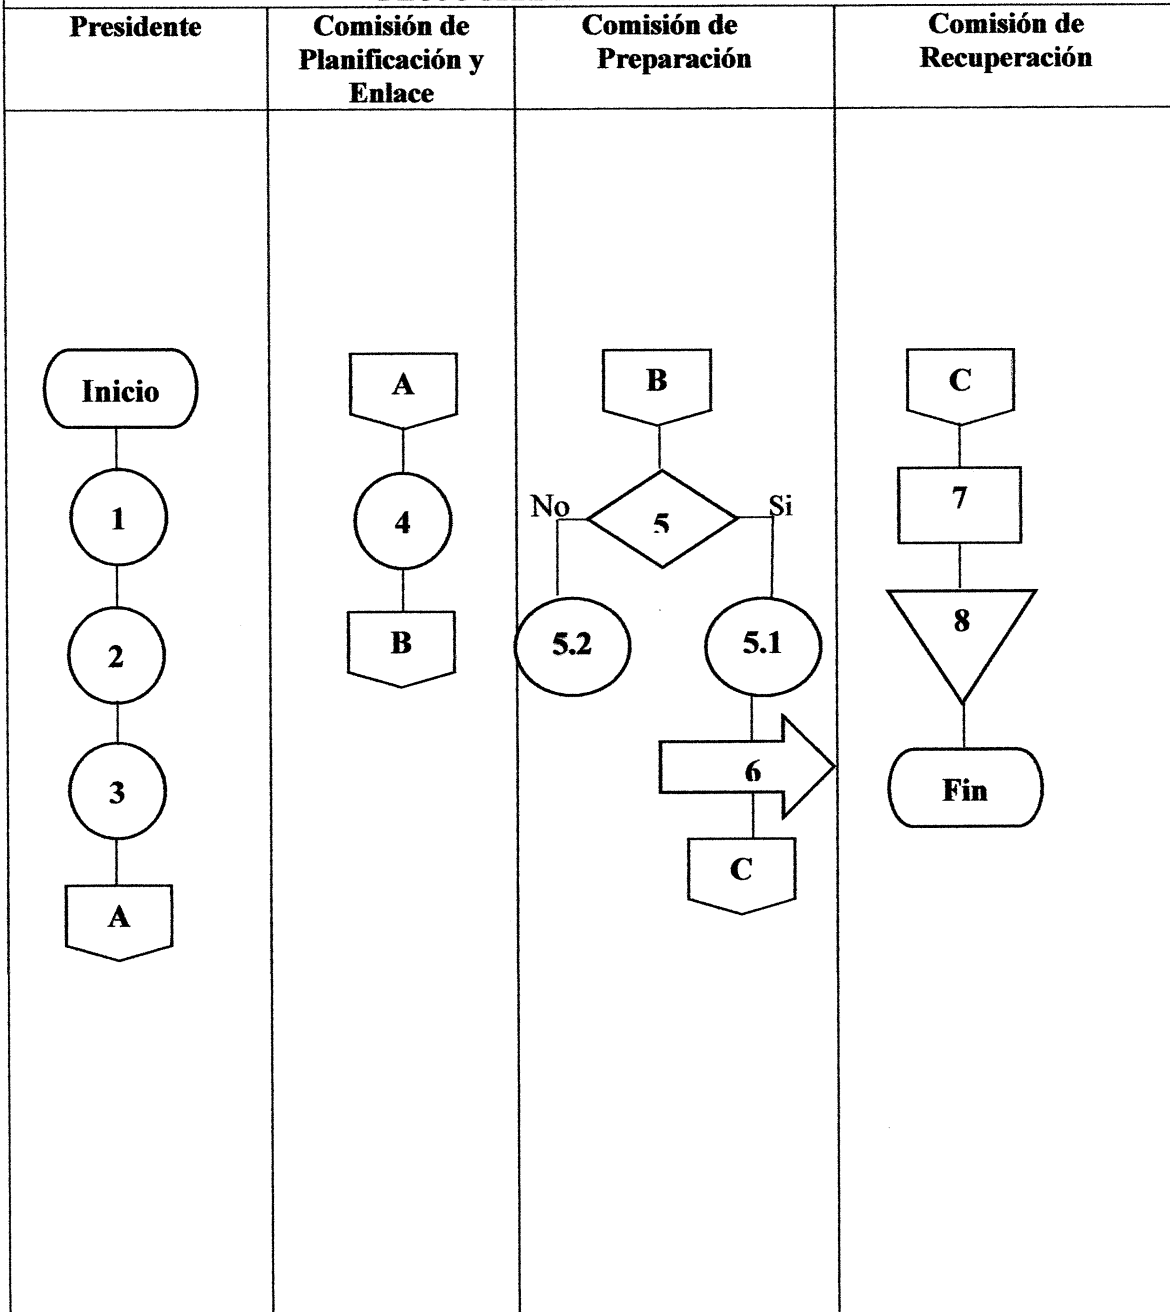 Presidente
Comisión de
Planificación y
Enlace
Comisión de
Preparación
Comisión de
Recuperación
Inicio
1
2
3
A
A
4
B
B
No
5
Si
5.2
5.1
6
C
C
7
8
Fin